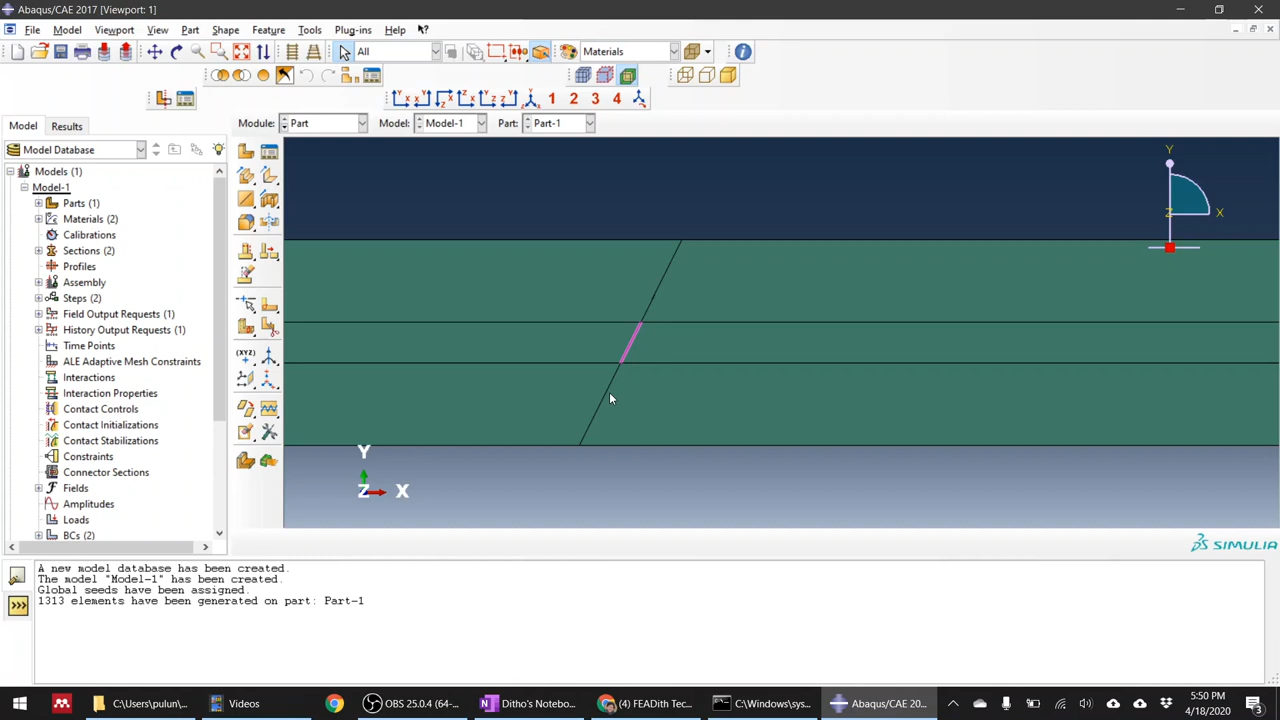 Abaqus/CAE 2017 [Viewport: 1]
File Model Viewport View Part Shape Feature Tools Plug-ins Help
All
Materials
1 2 3 4
Model Results
Module: Part Model: Model-1 Part: Part-1
Model Database
Models (1)
Model-1
Parts (1)
Materials (2)
Calibrations
Sections (2)
Profiles
Assembly
Steps (2)
Field Output Requests (1)
History Output Requests (1)
Time Points
ALE Adaptive Mesh Constraints
Interactions
Interaction Properties
Contact Controls
Contact Initializations
Contact Stabilizations
Constraints
Connector Sections
Fields
Amplitudes
Loads
BCs (2)
(XYZ)
Y
Z X
Y
Z X
SIMULIA
A new model database has been created.
The model "Model-1" has been created.
Global seeds have been assigned.
1313 elements have been generated on part: Part-1
>>>
C:\Users\pulun\... Videos OBS 25.0.4 (64-... Ditho's Notebo... (4) FEADith Tec... C:\Windows\sys... Abaqus/CAE 20...
5:50 PM
4/18/2020
3